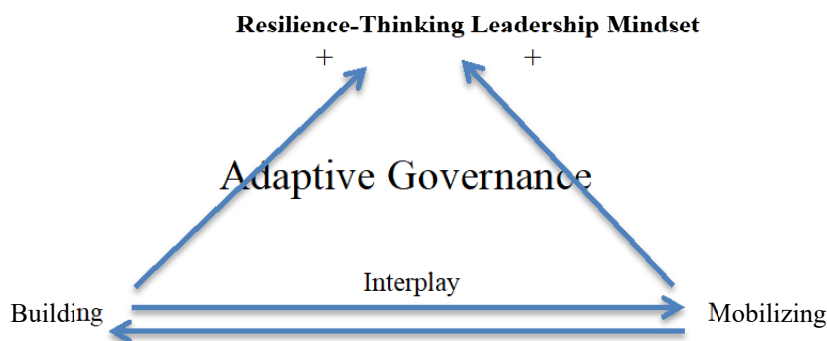 Resilience-Thinking Leadership Mindset
+ +
Adaptive Governance
Interplay
Building Mobilizing